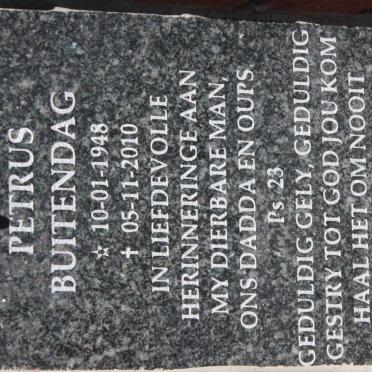 PETRUS
BUITENDAG
☆ 10-01-1948
✝ 05-11-2010
IN LIEFDEVOLLE
HERINNERINGE AAN
MY DIERBARE MAN,
ONS DADDA EN OUPS
Ps 23
GEDULDIG GELY, GEDULDIG
GESTRY TOT GOD JOU KOM
HAAL HET OM NOOIT